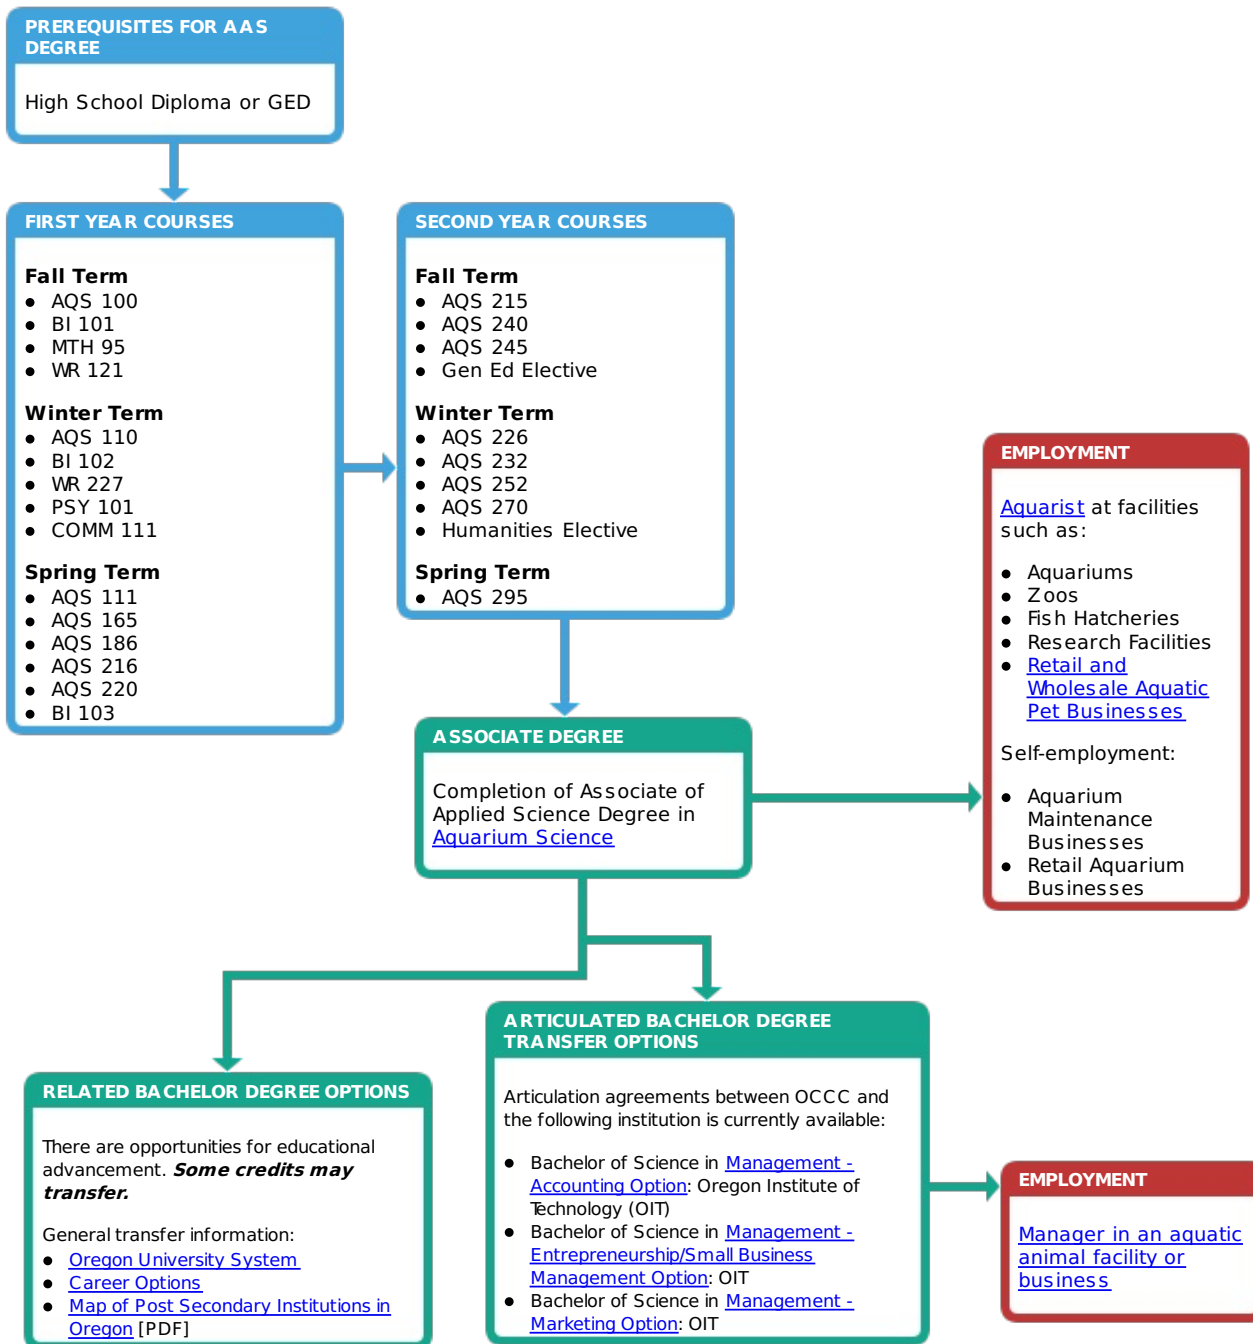 PREREQUISITES FOR AAS
DEGREE
High School Diploma or GED
FIRST YEAR COURSES
Fall Term
● AQS 100
● BI 101
● MTH 95
● WR 121
Winter Term
● AQS 110
● BI 102
● WR 227
● PSY 101
● COMM 111
Spring Term
● AQS 111
● AQS 165
● AQS 186
● AQS 216
● AQS 220
● BI 103
SECOND YEAR COURSES
Fall Term
● AQS 215
● AQS 240
● AQS 245
● Gen Ed Elective
Winter Term
● AQS 226
● AQS 232
● AQS 252
● AQS 270
● Humanities Elective
Spring Term
● AQS 295
ASSOCIATE DEGREE
Completion of Associate of
Applied Science Degree in
Aquarium Science
EMPLOYMENT
Aquarist at facilities
such as:
● Aquariums
● Zoos
● Fish Hatcheries
● Research Facilities
● Retail and
Wholesale Aquatic
Pet Businesses
Self-employment:
● Aquarium
Maintenance
Businesses
● Retail Aquarium
Businesses
RELATED BACHELOR DEGREE OPTIONS
There are opportunities for educational
advancement. Some credits may
transfer.
General transfer information:
● Oregon University System
● Career Options
● Map of Post Secondary Institutions in
Oregon [PDF]
ARTICULATED BACHELOR DEGREE
TRANSFER OPTIONS
Articulation agreements between OCCC and
the following institution is currently available:
● Bachelor of Science in Management -
Accounting Option: Oregon Institute of
Technology (OIT)
● Bachelor of Science in Management -
Entrepreneurship/Small Business
Management Option: OIT
● Bachelor of Science in Management -
Marketing Option: OIT
EMPLOYMENT
Manager in an aquatic
animal facility or
business